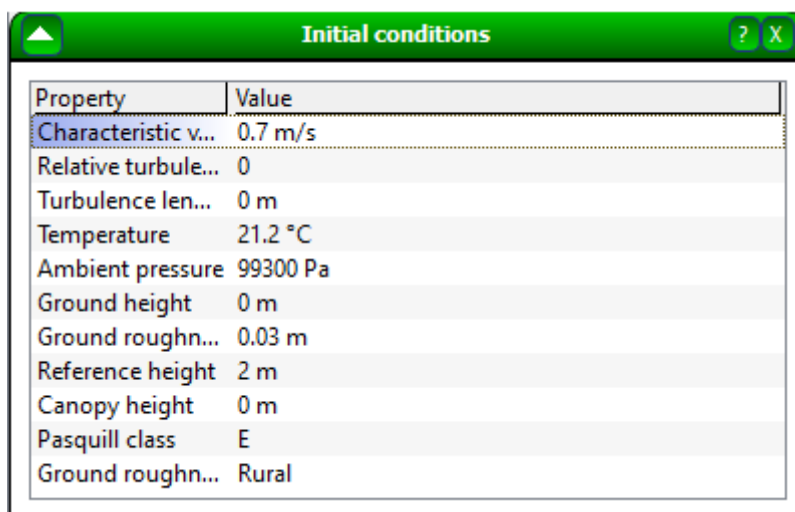 Initial conditions ? X
Property Value
Characteristic v... 0.7 m/s
Relative turbule... 0
Turbulence len... 0 m
Temperature 21.2 °C
Ambient pressure 99300 Pa
Ground height 0 m
Ground roughn... 0.03 m
Reference height 2 m
Canopy height 0 m
Pasquill class E
Ground roughn... Rural